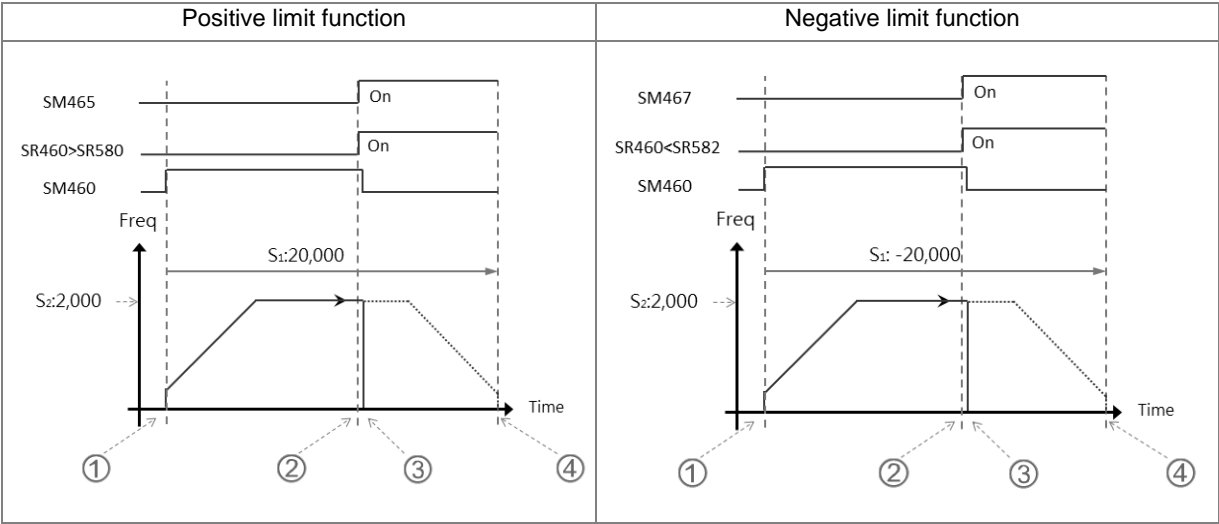 Positive limit function
Negative limit function
SM465
On
SR460>SR580
On
SM460
Freq
S₁:20,000
S₂:2,000
Time
① ② ③ ④
SM467
On
SR460<SR582
On
SM460
Freq
S₁: -20,000
S₂:2,000
Time
① ② ③ ④